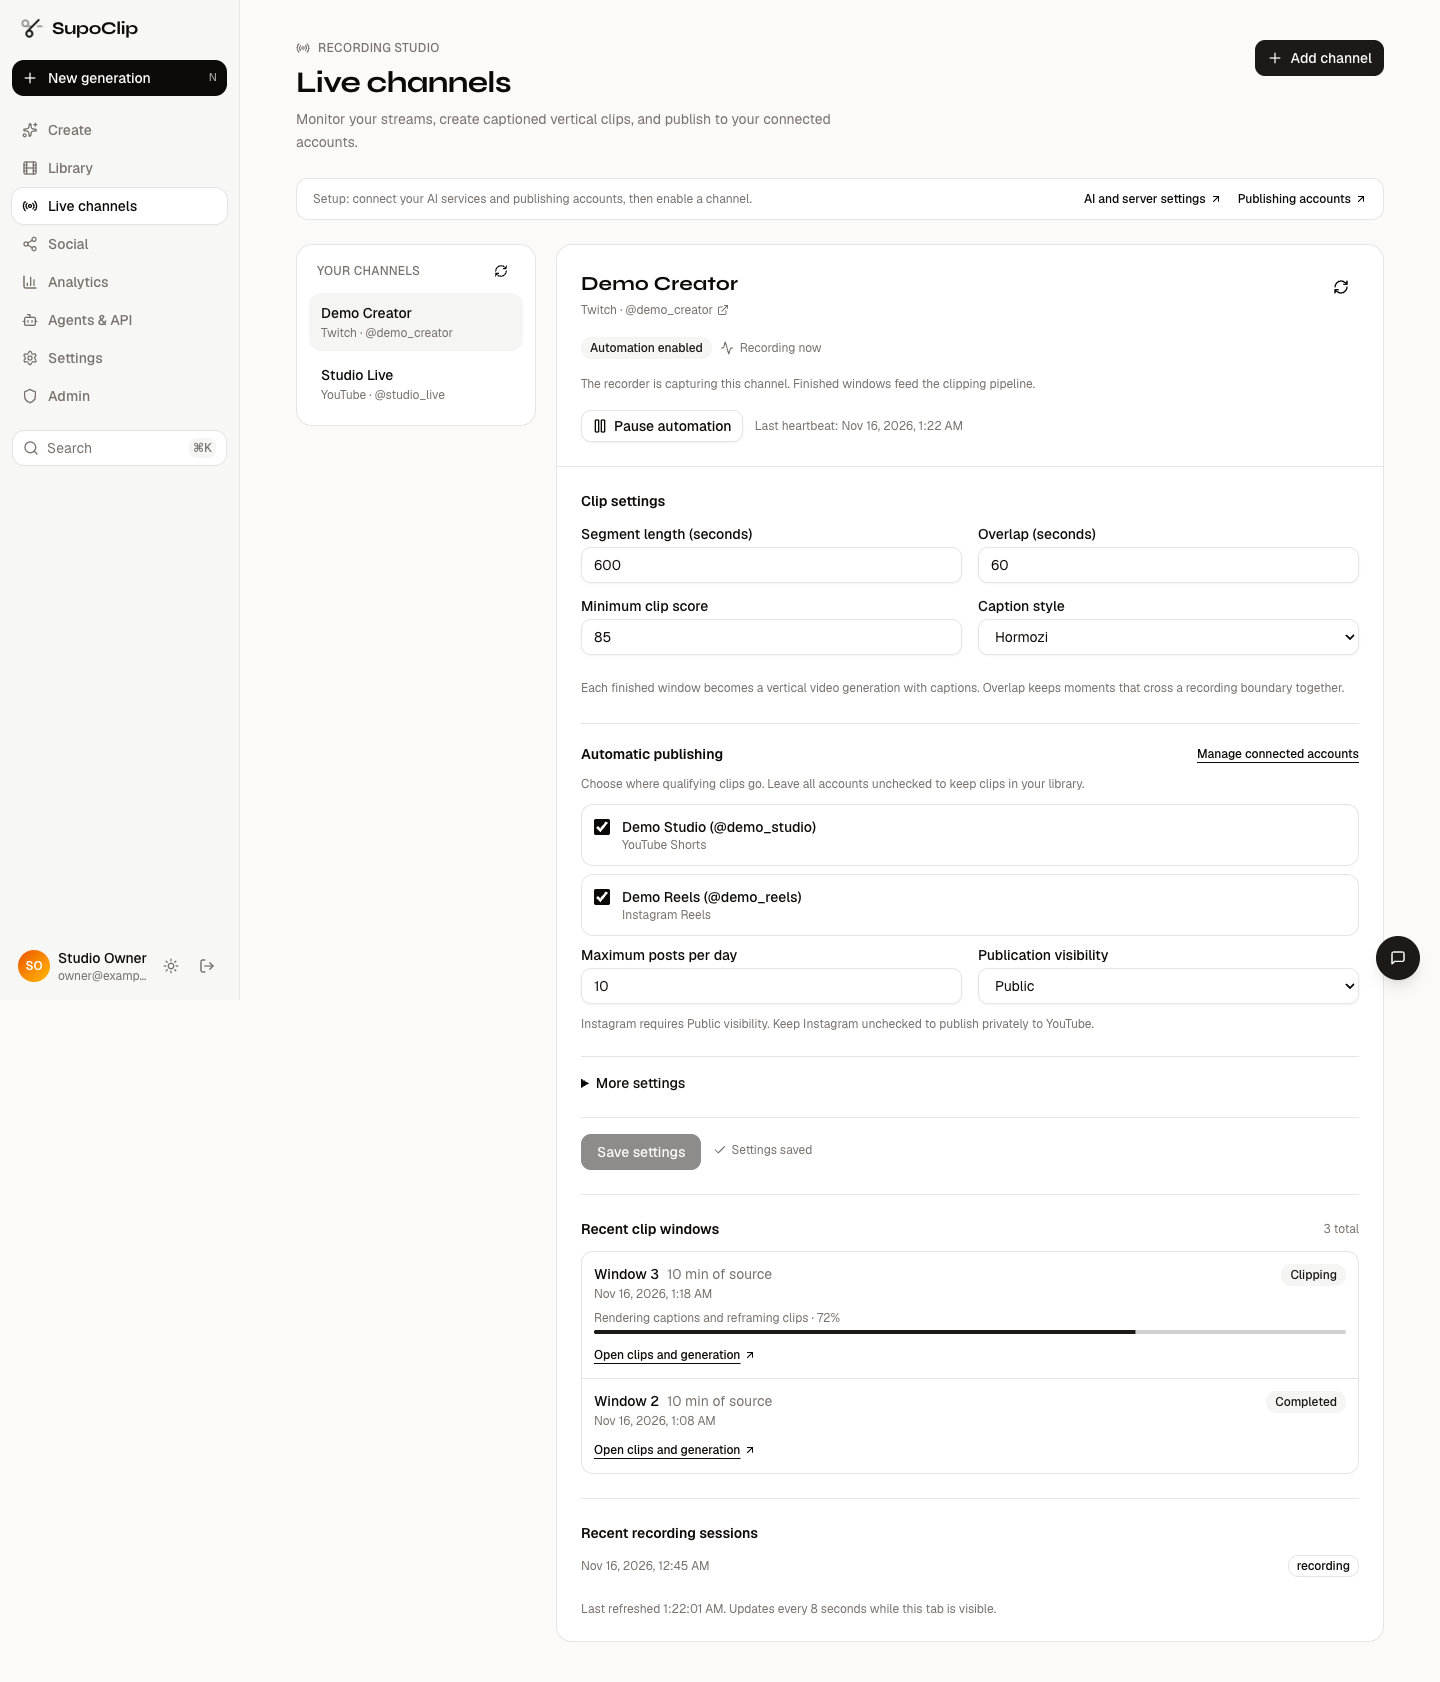 SupoClip
New generation N
Create
Library
Live channels
Social
Analytics
Agents & API
Settings
Admin
Search ⌘K
SO
Studio Owner
owner@examp...
RECORDING STUDIO
Live channels
Monitor your streams, create captioned vertical clips, and publish to your connected
accounts.
Add channel
Setup: connect your AI services and publishing accounts, then enable a channel.
AI and server settings
Publishing accounts
YOUR CHANNELS
Demo Creator
Twitch · @demo_creator
Studio Live
YouTube · @studio_live
Demo Creator
Twitch · @demo_creator
Automation enabled
Recording now
The recorder is capturing this channel. Finished windows feed the clipping pipeline.
Pause automation
Last heartbeat: Nov 16, 2026, 1:22 AM
Clip settings
Segment length (seconds)
600
Overlap (seconds)
60
Minimum clip score
85
Caption style
Hormozi
Each finished window becomes a vertical video generation with captions. Overlap keeps moments that cross a recording boundary together.
Automatic publishing
Manage connected accounts
Choose where qualifying clips go. Leave all accounts unchecked to keep clips in your library.
Demo Studio (@demo_studio)
YouTube Shorts
Demo Reels (@demo_reels)
Instagram Reels
Maximum posts per day
10
Publication visibility
Public
Instagram requires Public visibility. Keep Instagram unchecked to publish privately to YouTube.
More settings
Save settings
Settings saved
Recent clip windows
3 total
Window 3 10 min of source
Clipping
Nov 16, 2026, 1:18 AM
Rendering captions and reframing clips · 72%
Open clips and generation
Window 2 10 min of source
Completed
Nov 16, 2026, 1:08 AM
Open clips and generation
Recent recording sessions
Nov 16, 2026, 12:45 AM
recording
Last refreshed 1:22:01 AM. Updates every 8 seconds while this tab is visible.